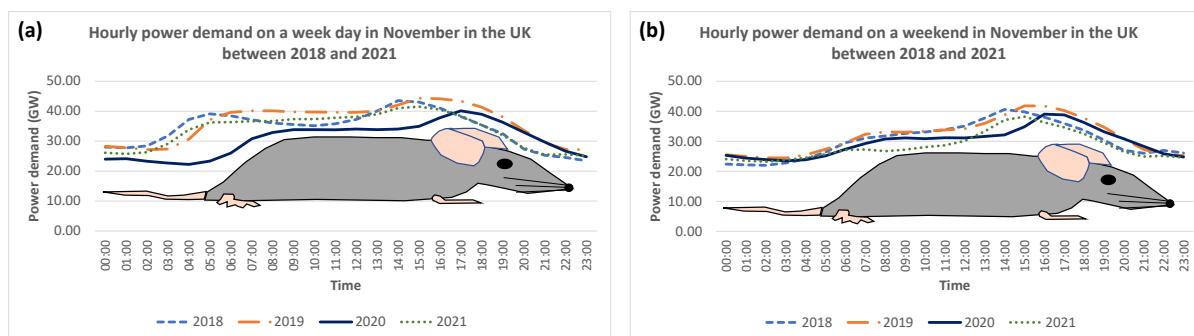 (a)
Hourly power demand on a week day in November in the UK
between 2018 and 2021
Power demand (GW)
50.00
40.00
30.00
20.00
10.00
0.00
00:00 01:00 02:00 03:00 04:00 05:00 06:00 07:00 08:00 09:00 10:00 11:00 12:00 13:00 14:00 15:00 16:00 17:00 18:00 19:00 20:00 21:00 22:00 23:00
Time
2018 2019 2020 2021
(b)
Hourly power demand on a weekend in November in the UK
between 2018 and 2021
Power demand (GW)
50.00
40.00
30.00
20.00
10.00
0.00
00:00 01:00 02:00 03:00 04:00 05:00 06:00 07:00 08:00 09:00 10:00 11:00 12:00 13:00 14:00 15:00 16:00 17:00 18:00 19:00 20:00 21:00 22:00 23:00
Time
2018 2019 2020 2021